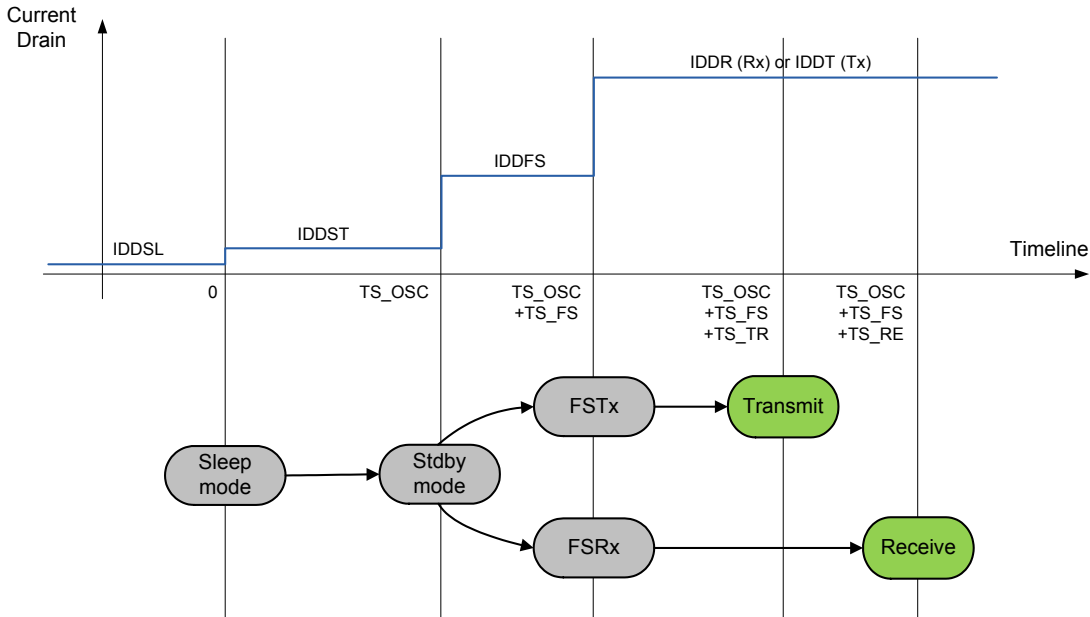 Current
Drain
IDDR (Rx) or IDDT (Tx)
IDDFS
IDDST
IDDSL
Timeline
0
TS_OSC
TS_OSC
+TS_FS
TS_OSC
+TS_FS
+TS_TR
TS_OSC
+TS_FS
+TS_RE
FSTx
Transmit
Sleep
mode
Stdby
mode
FSRx
Receive